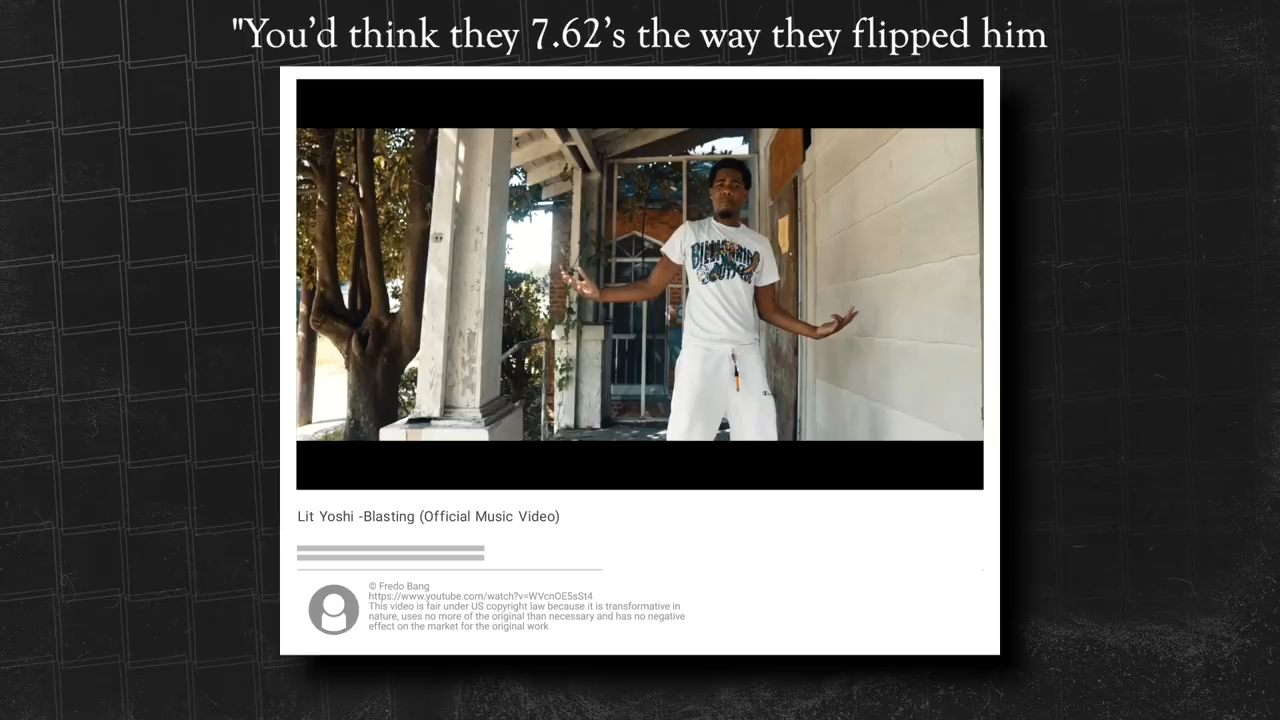 "You’d think they 7.62’s the way they flipped him
BILLIONAIRE
Lit Yoshi -Blasting (Official Music Video)
© Fredo Bang
https://www.youtube.com/watch?v=WVcnOE5sSt4
This video is fair under US copyright law because it is transformative in
nature, uses no more of the original than necessary and has no negative
effect on the market for the original work